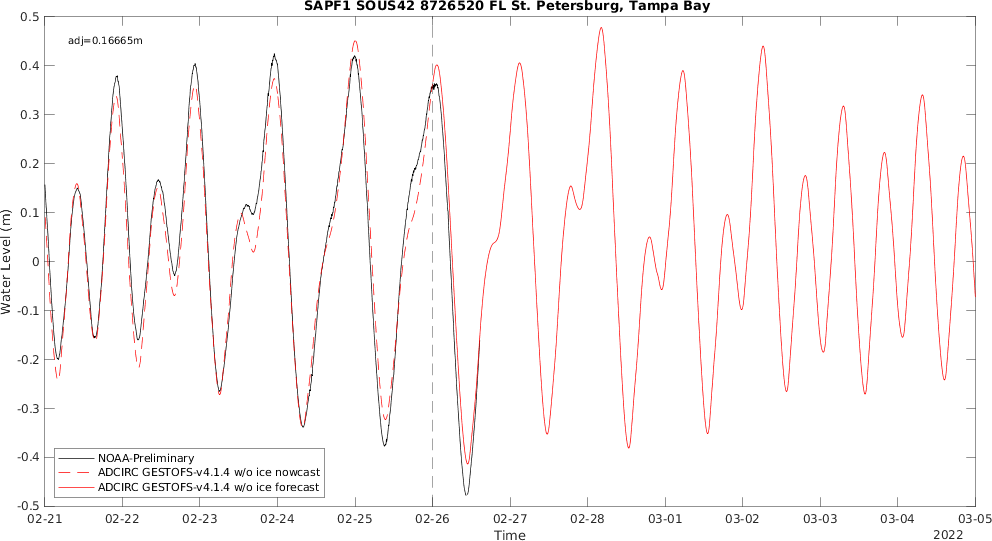 SAPF1 SOUS42 8726520 FL St. Petersburg, Tampa Bay
adj=0.16665m
Water Level (m)
0.5
0.4
0.3
0.2
0.1
0
-0.1
-0.2
-0.3
-0.4
-0.5
NOAA-Preliminary
ADCIRC GESTOFS-v4.1.4 w/o ice nowcast
ADCIRC GESTOFS-v4.1.4 w/o ice forecast
02-21 02-22 02-23 02-24 02-25 02-26 02-27 02-28 03-01 03-02 03-03 03-04 03-05
Time
2022